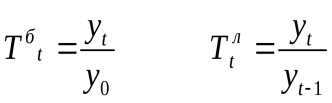 T^б_t = y_t / y_0    T^л_t = y_t / y_{t-1}